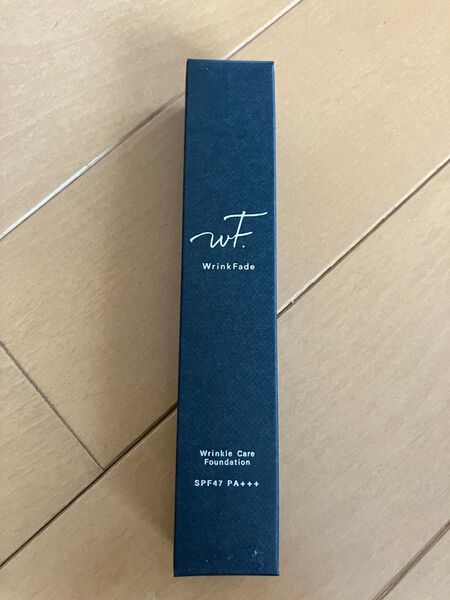 wF.
WrinkFade
Wrinkle Care
Foundation
SPF47 PA+++